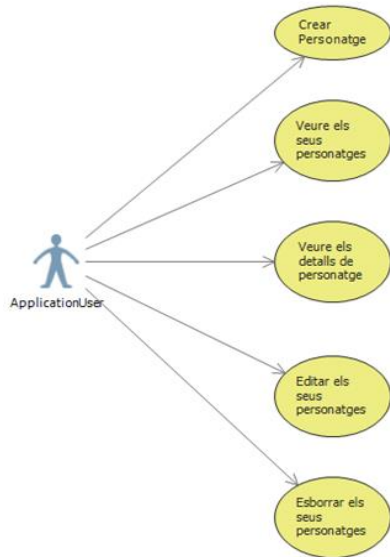 Crear
Personatge
Veure els
seus
personatges
Veure els
detalls de
personatge
ApplicationUser
Editar els
seus
personatges
Esborrar els
seus
personatges